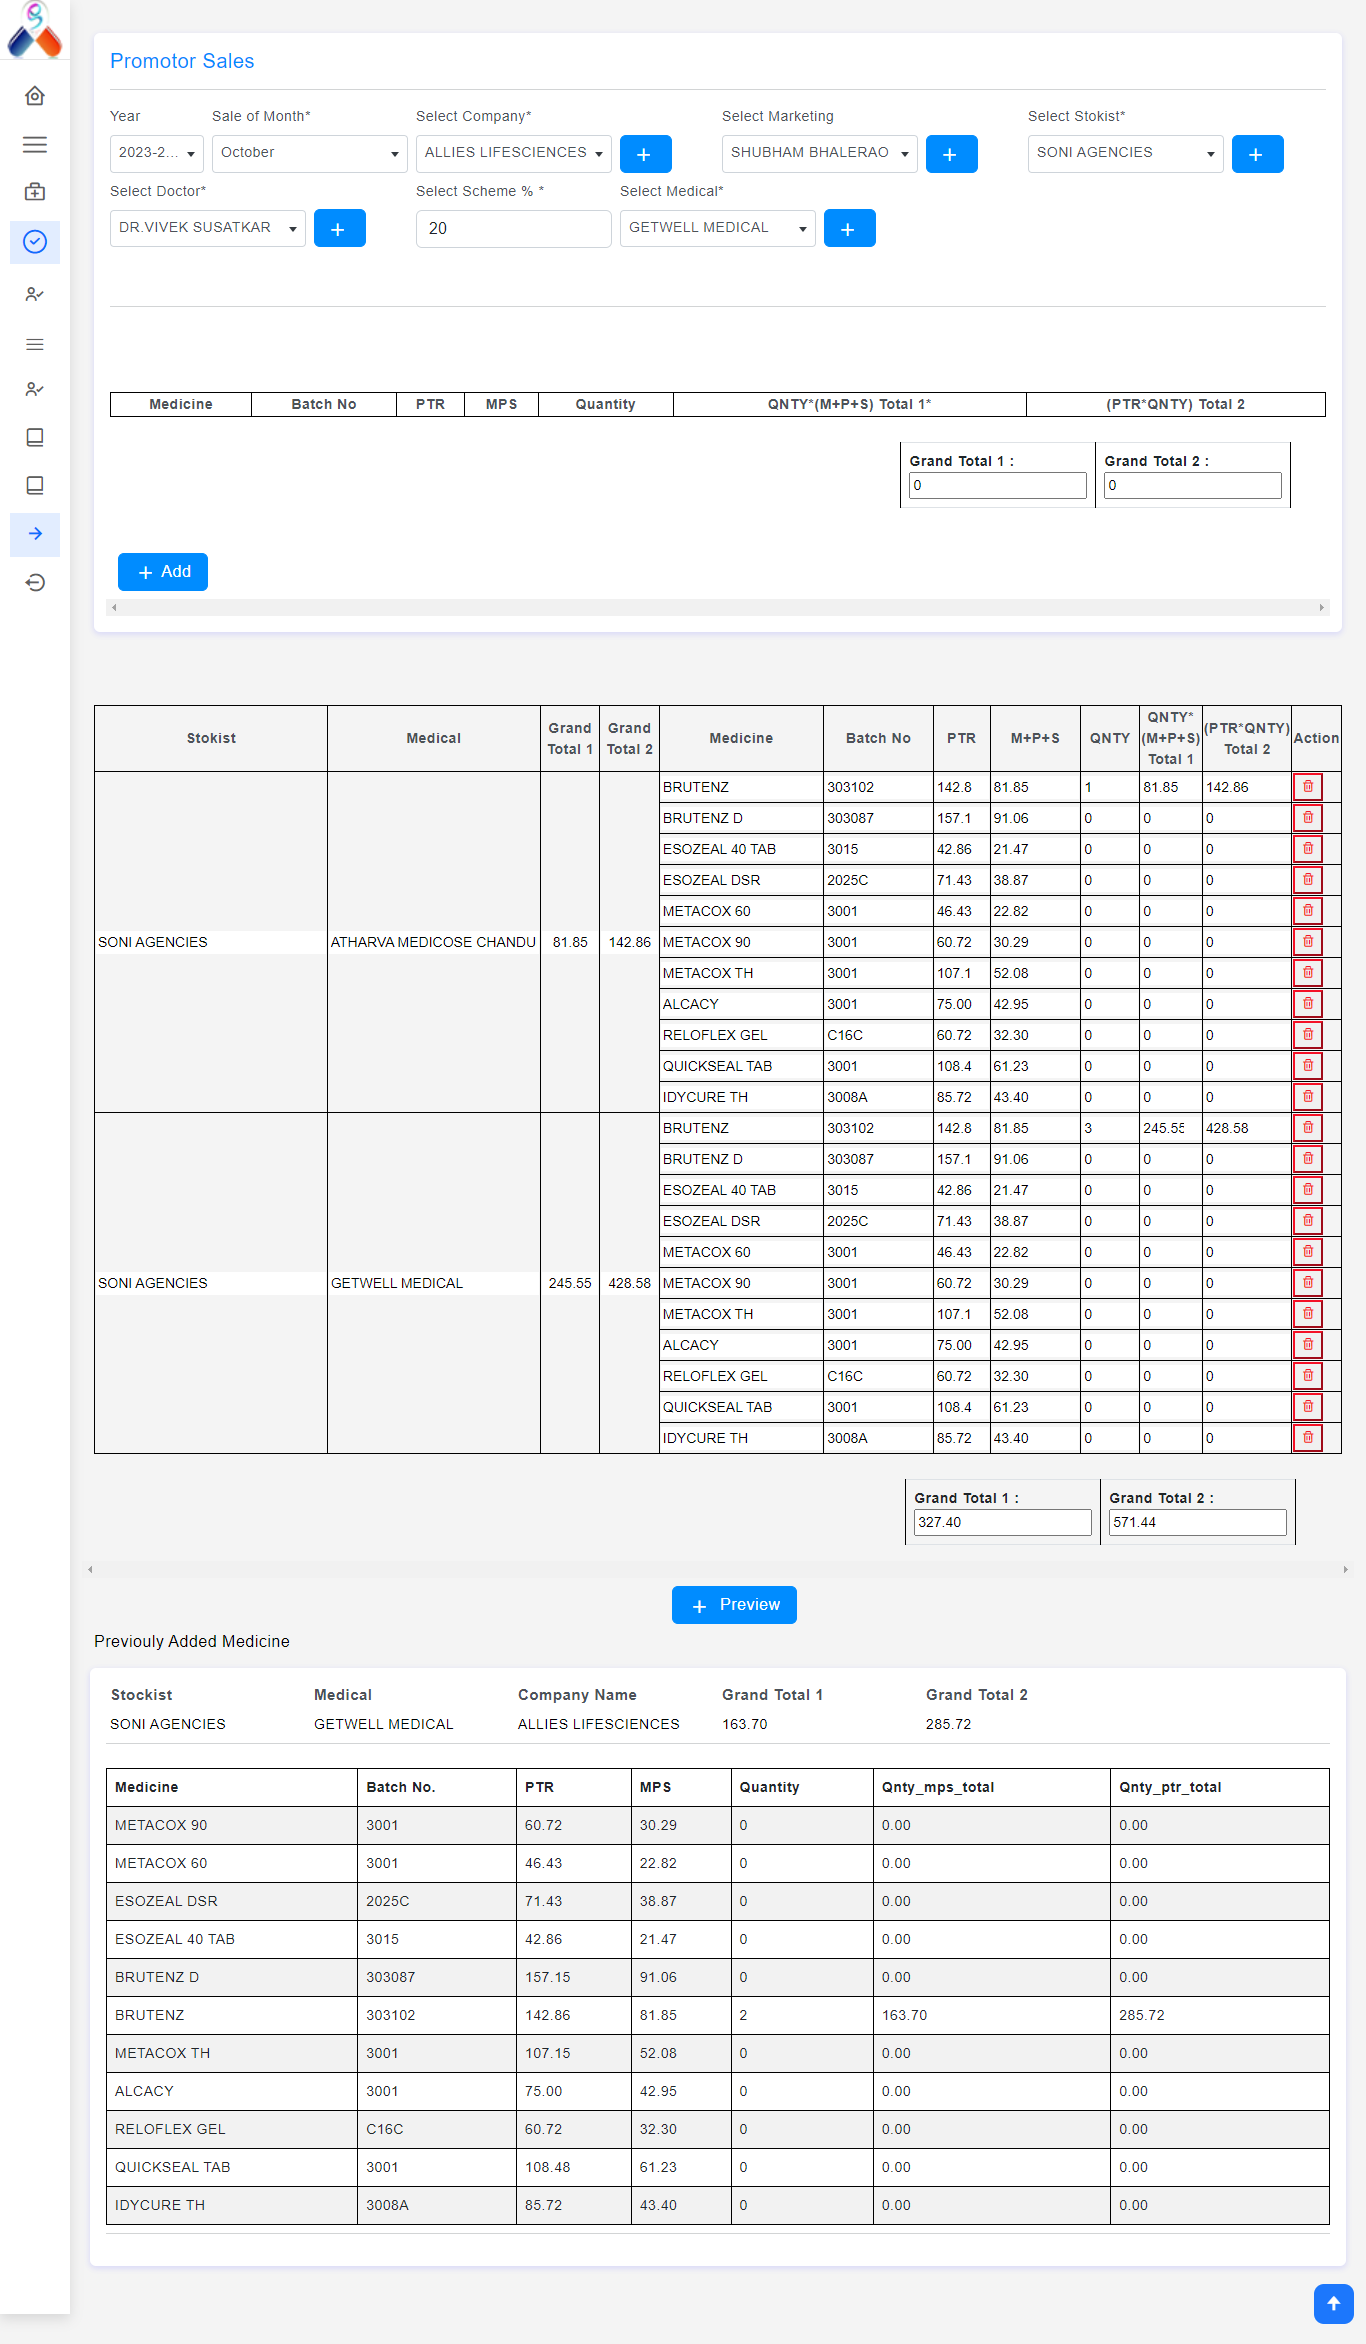 Promotor Sales
Year Sale of Month* Select Company* Select Marketing Select Stokist*
2023-2... October ALLIES LIFESCIENCES + SHUBHAM BHALERAO + SONI AGENCIES +
Select Doctor* Select Scheme % * Select Medical*
DR.VIVEK SUSATKAR + 20 GETWELL MEDICAL +
Medicine Batch No PTR MPS Quantity QNTY*(M+P+S) Total 1* (PTR*QNTY) Total 2
Grand Total 1 : Grand Total 2 :
0 0
+ Add
Stokist Medical Grand Total 1 Grand Total 2 Medicine Batch No PTR M+P+S QNTY QNTY*(M+P+S) Total 1 (PTR*QNTY) Total 2 Action
BRUTENZ 303102 142.8 81.85 1 81.85 142.86
BRUTENZ D 303087 157.1 91.06 0 0 0
ESOZEAL 40 TAB 3015 42.86 21.47 0 0 0
ESOZEAL DSR 2025C 71.43 38.87 0 0 0
METACOX 60 3001 46.43 22.82 0 0 0
SONI AGENCIES ATHARVA MEDICOSE CHANDU 81.85 142.86 METACOX 90 3001 60.72 30.29 0 0 0
METACOX TH 3001 107.1 52.08 0 0 0
ALCACY 3001 75.00 42.95 0 0 0
RELOFLEX GEL C16C 60.72 32.30 0 0 0
QUICKSEAL TAB 3001 108.4 61.23 0 0 0
IDYCURE TH 3008A 85.72 43.40 0 0 0
BRUTENZ 303102 142.8 81.85 3 245.55 428.58
BRUTENZ D 303087 157.1 91.06 0 0 0
ESOZEAL 40 TAB 3015 42.86 21.47 0 0 0
ESOZEAL DSR 2025C 71.43 38.87 0 0 0
METACOX 60 3001 46.43 22.82 0 0 0
SONI AGENCIES GETWELL MEDICAL 245.55 428.58 METACOX 90 3001 60.72 30.29 0 0 0
METACOX TH 3001 107.1 52.08 0 0 0
ALCACY 3001 75.00 42.95 0 0 0
RELOFLEX GEL C16C 60.72 32.30 0 0 0
QUICKSEAL TAB 3001 108.4 61.23 0 0 0
IDYCURE TH 3008A 85.72 43.40 0 0 0
Grand Total 1 : Grand Total 2 :
327.40 571.44
+ Preview
Previouly Added Medicine
Stockist Medical Company Name Grand Total 1 Grand Total 2
SONI AGENCIES GETWELL MEDICAL ALLIES LIFESCIENCES 163.70 285.72
Medicine Batch No. PTR MPS Quantity Qnty_mps_total Qnty_ptr_total
METACOX 90 3001 60.72 30.29 0 0.00 0.00
METACOX 60 3001 46.43 22.82 0 0.00 0.00
ESOZEAL DSR 2025C 71.43 38.87 0 0.00 0.00
ESOZEAL 40 TAB 3015 42.86 21.47 0 0.00 0.00
BRUTENZ D 303087 157.15 91.06 0 0.00 0.00
BRUTENZ 303102 142.86 81.85 2 163.70 285.72
METACOX TH 3001 107.15 52.08 0 0.00 0.00
ALCACY 3001 75.00 42.95 0 0.00 0.00
RELOFLEX GEL C16C 60.72 32.30 0 0.00 0.00
QUICKSEAL TAB 3001 108.48 61.23 0 0.00 0.00
IDYCURE TH 3008A 85.72 43.40 0 0.00 0.00